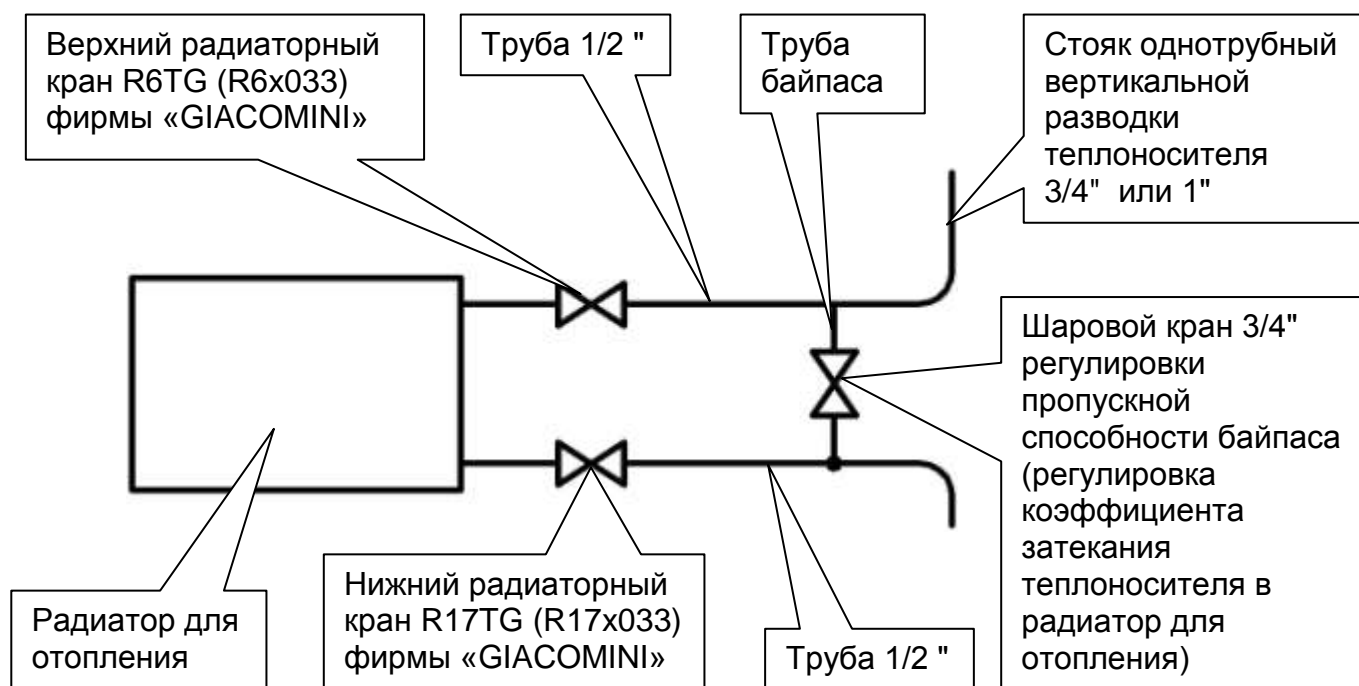 Верхний радиаторный
кран R6TG (R6x033)
фирмы «GIACOMINI»
Труба 1/2 "
Труба
байпаса
Стояк однотрубный
вертикальной
разводки
теплоносителя
3/4" или 1"
Шаровой кран 3/4"
регулировки
пропускной
способности байпаса
(регулировка
коэффициента
затекания
теплоносителя в
радиатор для
отопления)
Радиатор для
отопления
Нижний радиаторный
кран R17TG (R17x033)
фирмы «GIACOMINI»
Труба 1/2 "